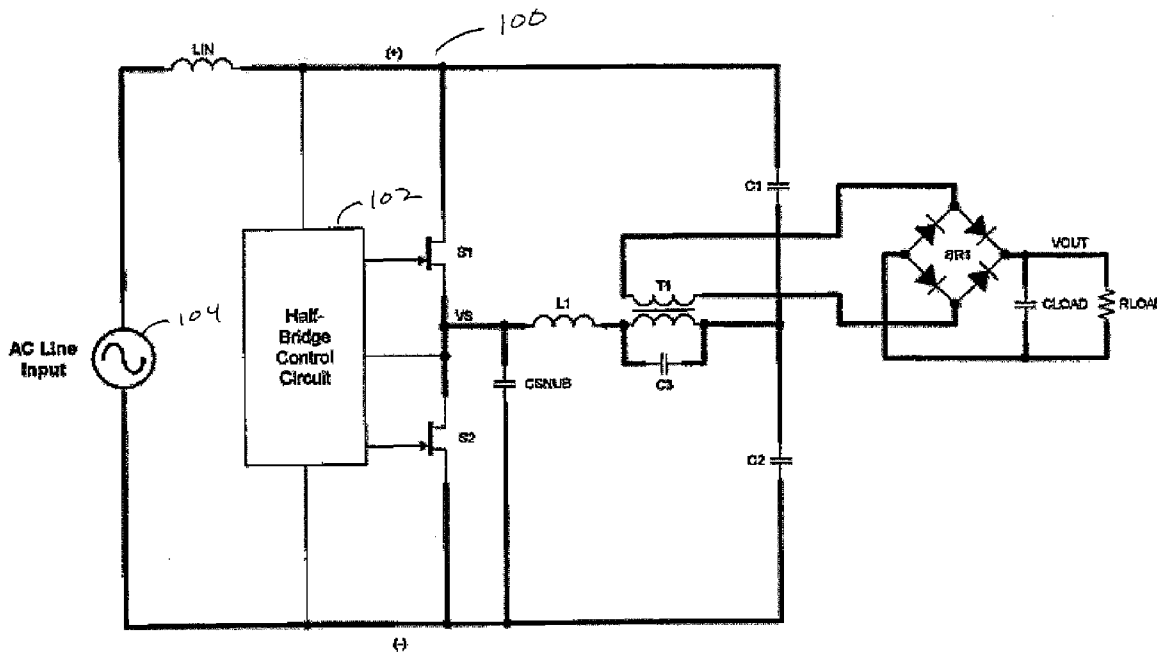 100
LIN
(+)
C1
102
S1
BR1
VOUT
T1
104
VS
L1
CLOAD
RLOA
Half-
Bridge
Control
Circuit
AC Line
Input
C3
CSNUB
S2
C2
(-)